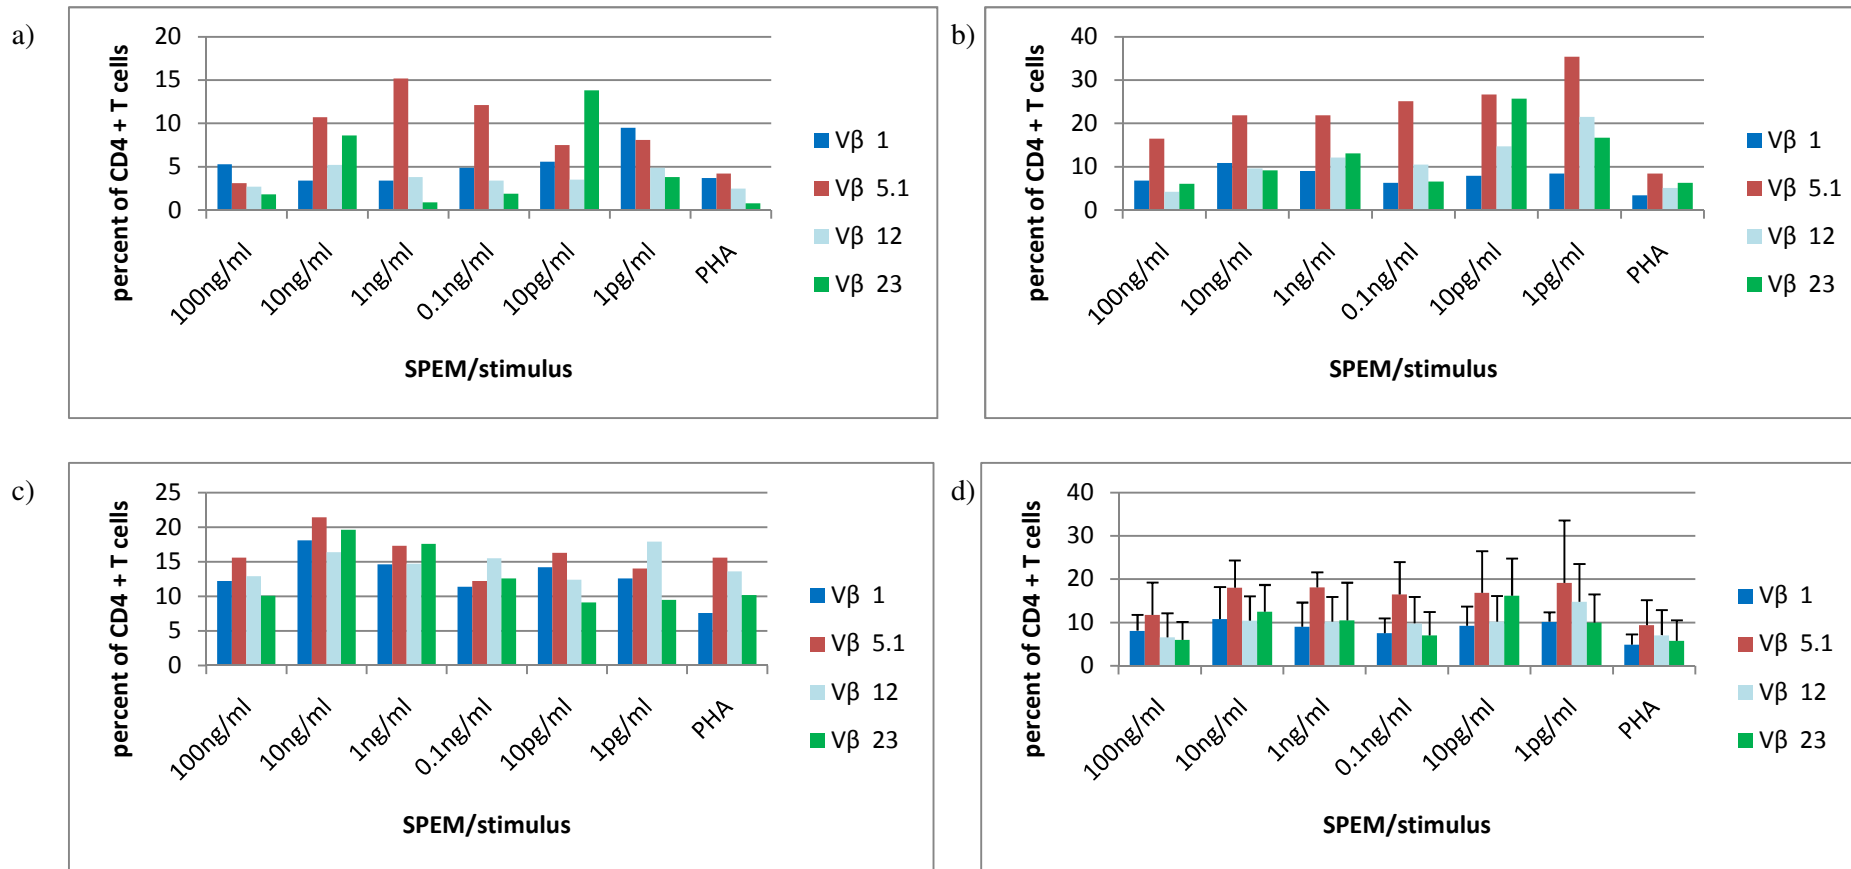 a)
percent of CD4 + T cells
20
15
10
5
0
100ng/ml
10ng/ml
1ng/ml
0.1ng/ml
10pg/ml
1pg/ml
PHA
SPEM/stimulus
Vβ 1
Vβ 5.1
Vβ 12
Vβ 23
b)
percent of CD4 + T cells
40
30
20
10
0
100ng/ml
10ng/ml
1ng/ml
0.1ng/ml
10pg/ml
1pg/ml
PHA
SPEM/stimulus
Vβ 1
Vβ 5.1
Vβ 12
Vβ 23
c)
percent of CD4 + T cells
25
20
15
10
5
0
100ng/ml
10ng/ml
1ng/ml
0.1ng/ml
10pg/ml
1pg/ml
PHA
SPEM/stimulus
Vβ 1
Vβ 5.1
Vβ 12
Vβ 23
d)
percent of CD4 + T cells
40
30
20
10
0
100ng/ml
10ng/ml
1ng/ml
0.1ng/ml
10pg/ml
1pg/ml
PHA
SPEM/stimulus
Vβ 1
Vβ 5.1
Vβ 12
Vβ 23